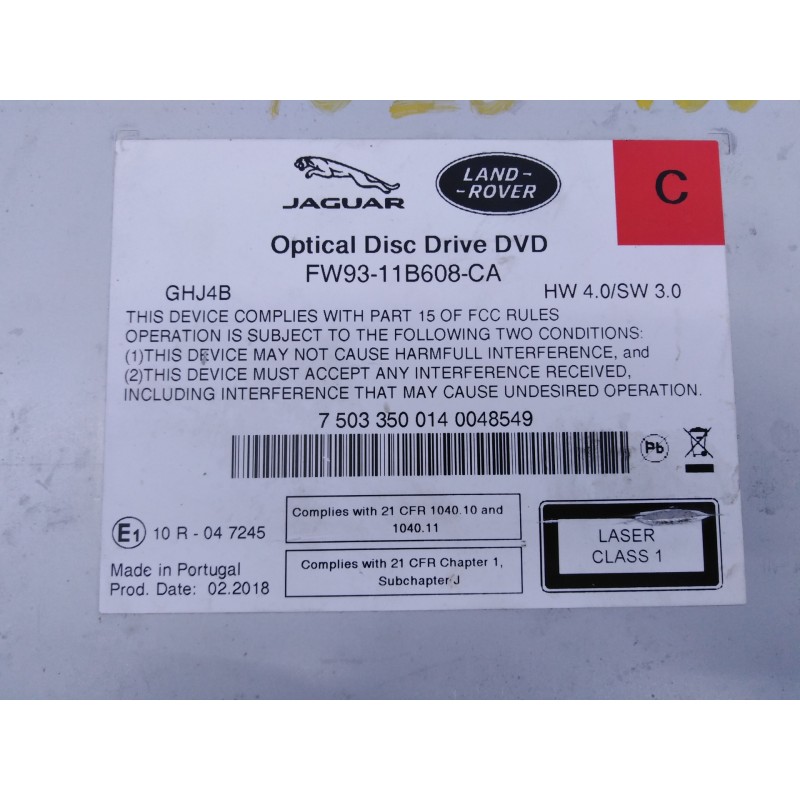 JAGUAR
LAND-
-ROVER
C
Optical Disc Drive DVD
FW93-11B608-CA
GHJ4B HW 4.0/SW 3.0
THIS DEVICE COMPLIES WITH PART 15 OF FCC RULES
OPERATION IS SUBJECT TO THE FOLLOWING TWO CONDITIONS:
(1)THIS DEVICE MAY NOT CAUSE HARMFULL INTERFERENCE, and
(2)THIS DEVICE MUST ACCEPT ANY INTERFERENCE RECEIVED,
INCLUDING INTERFERENCE THAT MAY CAUSE UNDESIRED OPERATION.
7 503 350 014 0048549
Pb
E1 10 R - 04 7245
Complies with 21 CFR 1040.10 and
1040.11
LASER
CLASS 1
Complies with 21 CFR Chapter 1,
Subchapter J
Made in Portugal
Prod. Date: 02.2018